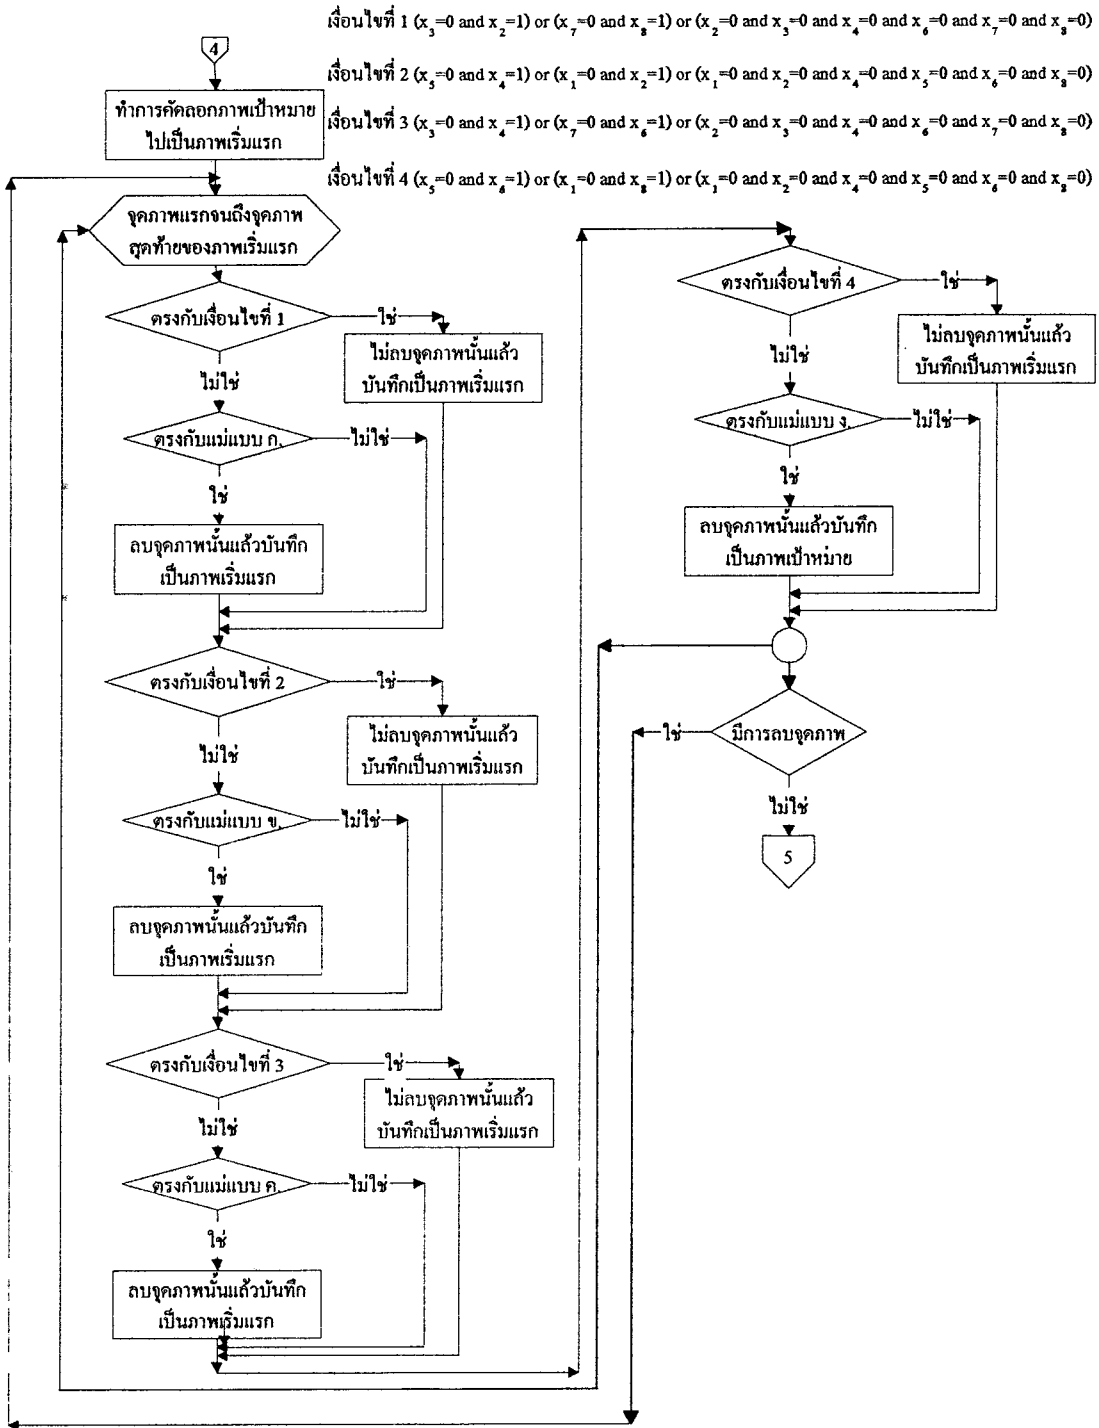 เงื่อนไขที่ 1 (x₃=0 and x₂=1) or (x₇=0 and x₈=1) or (x₂=0 and x₃=0 and x₄=0 and x₆=0 and x₇=0 and x₈=0)
เงื่อนไขที่ 2 (x₅=0 and x₄=1) or (x₁=0 and x₂=1) or (x₁=0 and x₂=0 and x₄=0 and x₅=0 and x₆=0 and x₈=0)
เงื่อนไขที่ 3 (x₃=0 and x₄=1) or (x₇=0 and x₆=1) or (x₂=0 and x₃=0 and x₄=0 and x₆=0 and x₇=0 and x₈=0)
เงื่อนไขที่ 4 (x₅=0 and x₆=1) or (x₁=0 and x₈=1) or (x₁=0 and x₂=0 and x₄=0 and x₅=0 and x₆=0 and x₈=0)
4
ทำการคัดลอกภาพเป้าหมาย
ไปเป็นภาพเริ่มแรก
จุดภาพแรกจนถึงจุดภาพ
สุดท้ายของภาพเริ่มแรก
ตรงกับเงื่อนไขที่ 1
ใช่
ไม่ลบจุดภาพนั้นแล้ว
บันทึกเป็นภาพเริ่มแรก
ไม่ใช่
ตรงกับแม่แบบ ก.
ไม่ใช่
ใช่
ลบจุดภาพนั้นแล้วบันทึก
เป็นภาพเริ่มแรก
ตรงกับเงื่อนไขที่ 2
ใช่
ไม่ลบจุดภาพนั้นแล้ว
บันทึกเป็นภาพเริ่มแรก
ไม่ใช่
ตรงกับแม่แบบ ข.
ไม่ใช่
ใช่
ลบจุดภาพนั้นแล้วบันทึก
เป็นภาพเริ่มแรก
ตรงกับเงื่อนไขที่ 3
ใช่
ไม่ลบจุดภาพนั้นแล้ว
บันทึกเป็นภาพเริ่มแรก
ไม่ใช่
ตรงกับแม่แบบ ค.
ไม่ใช่
ใช่
ลบจุดภาพนั้นแล้วบันทึก
เป็นภาพเริ่มแรก
ตรงกับเงื่อนไขที่ 4
ใช่
ไม่ลบจุดภาพนั้นแล้ว
บันทึกเป็นภาพเริ่มแรก
ไม่ใช่
ตรงกับแม่แบบ ง.
ไม่ใช่
ใช่
ลบจุดภาพนั้นแล้วบันทึก
เป็นภาพเป้าหม่าย
มีการลบจุดภาพ
ใช่
ไม่ใช่
5